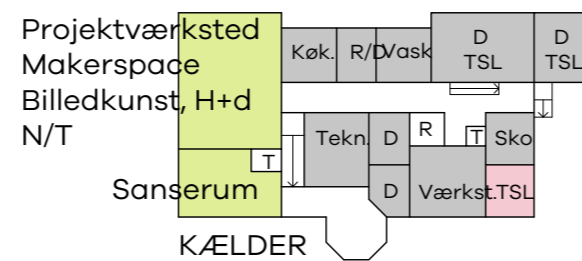 Projektværksted
Makerspace
Billedkunst, H+d
N/T
Køk.
R/D
Vask
D
TSL
D
TSL
Tekn.
D
R
T
Sko
T
Sanserum
D
Værkst.
TSL
KÆLDER